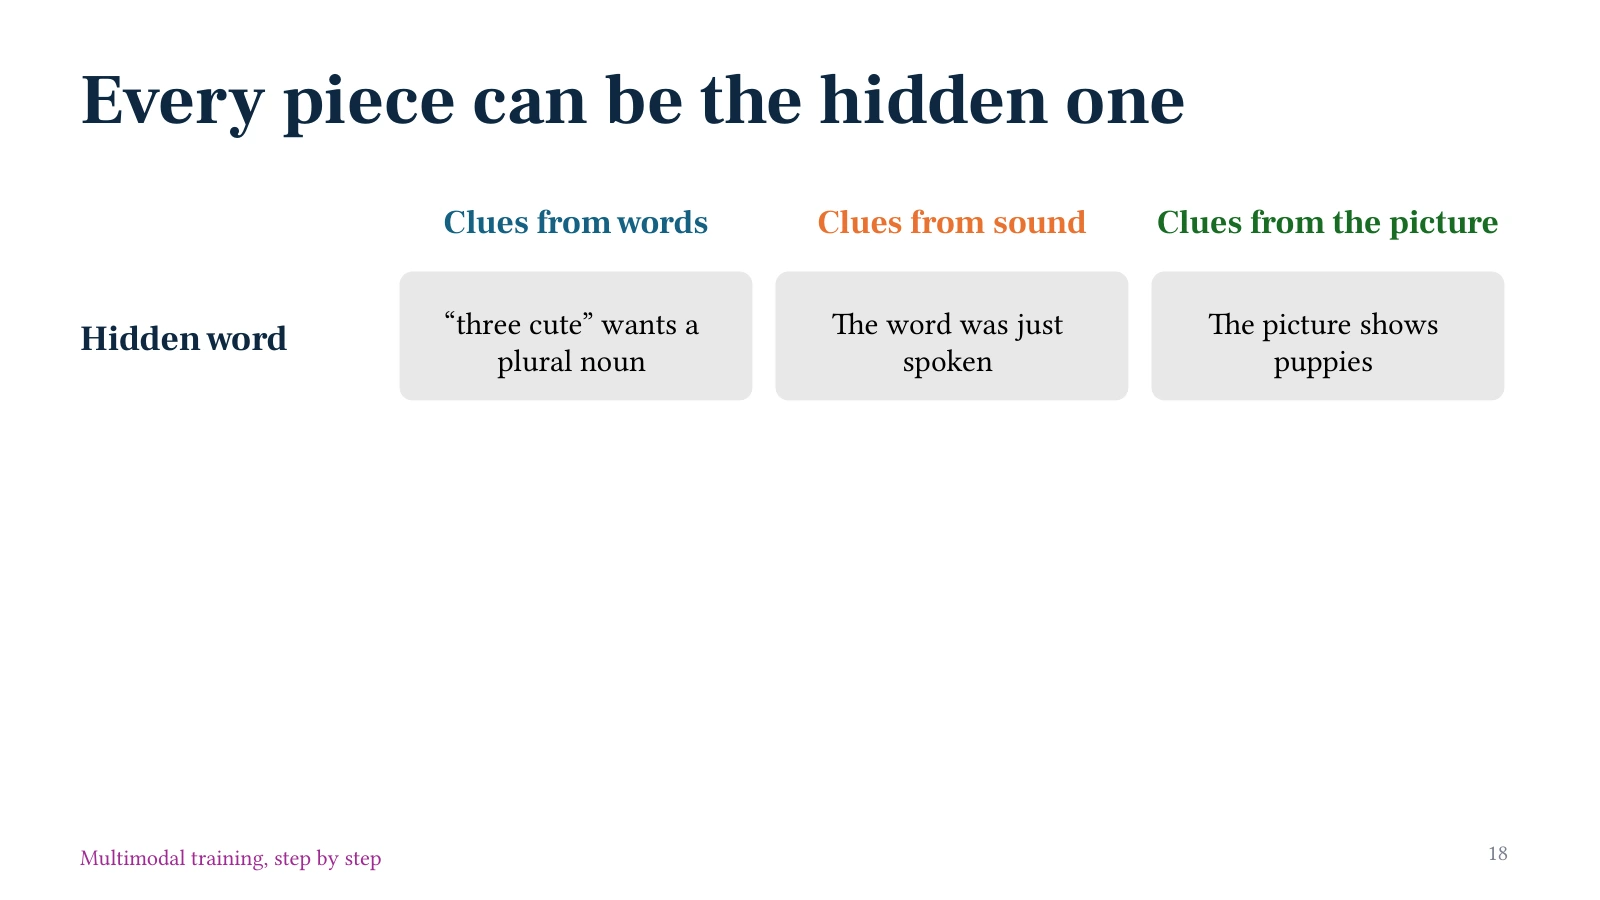 Every piece can be the hidden one
Clues from words
Clues from sound
Clues from the picture
Hidden word
“three cute” wants a
plural noun
The word was just
spoken
The picture shows
puppies
Multimodal training, step by step
18